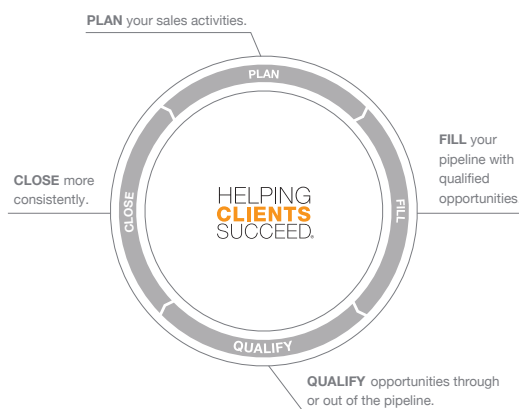 PLAN your sales activities.
PLAN
FILL your
pipeline with
qualified
opportunities
FILL
CLOSE more
consistently.
CLOSE
HELPING
CLIENTS
SUCCEED®
QUALIFY
QUALIFY opportunities through
or out of the pipeline.